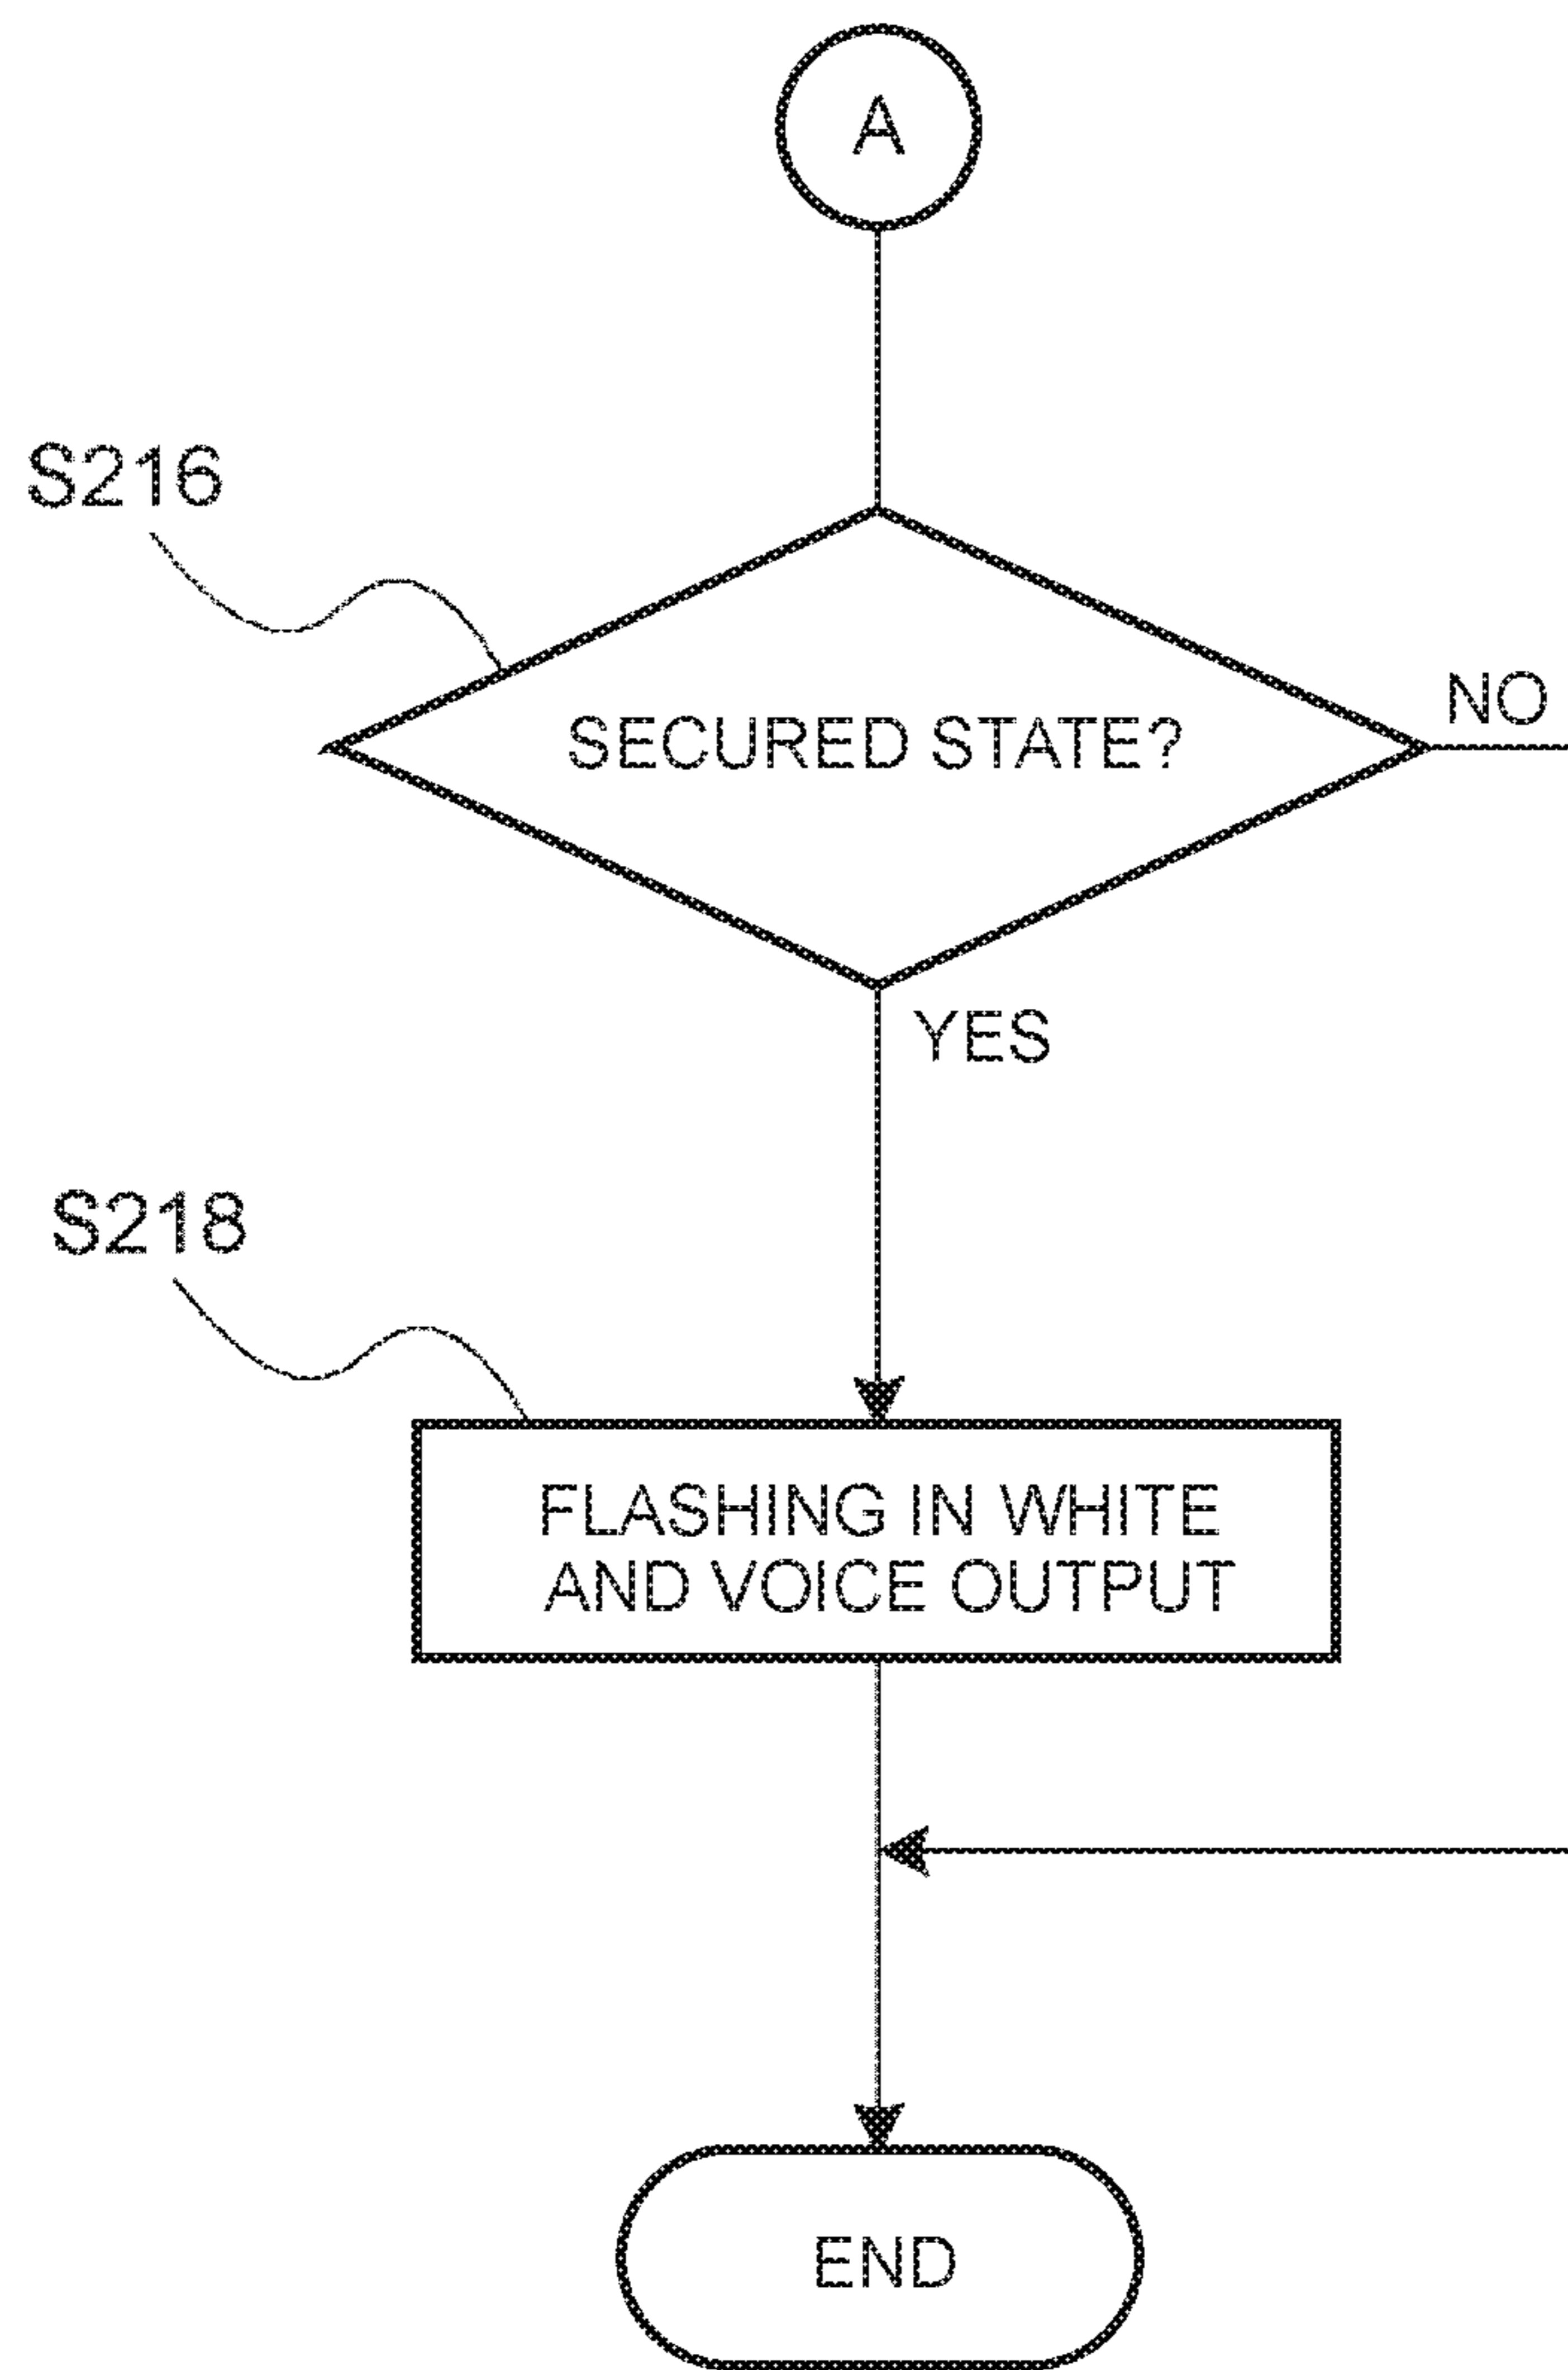 A
S216
SECURED STATE?
NO
YES
S218
FLASHING IN WHITE
AND VOICE OUTPUT
END